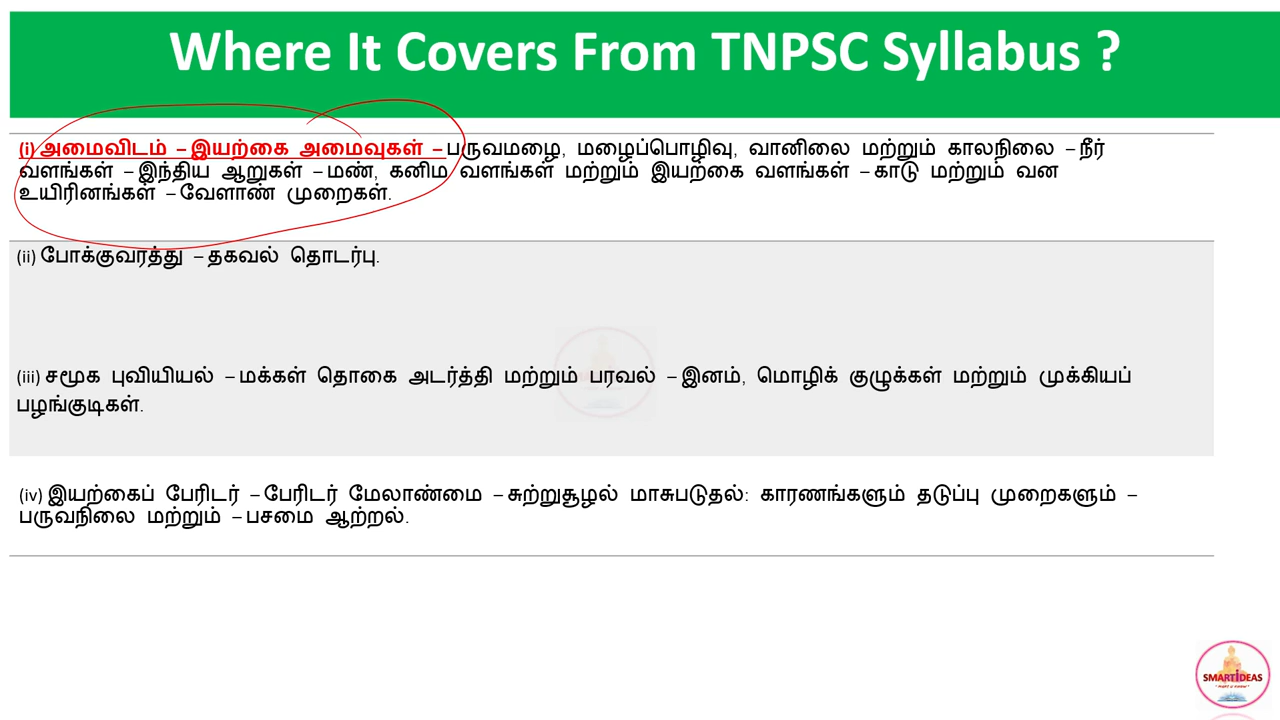 Where It Covers From TNPSC Syllabus ?
(i) அமைவிடம் – இயற்கை அமைவுகள் – பருவமழை, மழைப்பொழிவு, வானிலை மற்றும் காலநிலை – நீர்
வளங்கள் – இந்திய ஆறுகள் – மண், கனிம வளங்கள் மற்றும் இயற்கை வளங்கள் – காடு மற்றும் வன
உயிரினங்கள் – வேளாண் முறைகள்.
(ii) போக்குவரத்து – தகவல் தொடர்பு.
(iii) சமூக புவியியல் – மக்கள் தொகை அடர்த்தி மற்றும் பரவல் – இனம், மொழிக் குழுக்கள் மற்றும் முக்கியப்
பழங்குடிகள்.
(iv) இயற்கைப் பேரிடர் – பேரிடர் மேலாண்மை – சுற்றுசூழல் மாசுபடுதல்: காரணங்களும் தடுப்பு முறைகளும் –
பருவநிலை மற்றும் – பசமை ஆற்றல்.
SMARTIDEAS